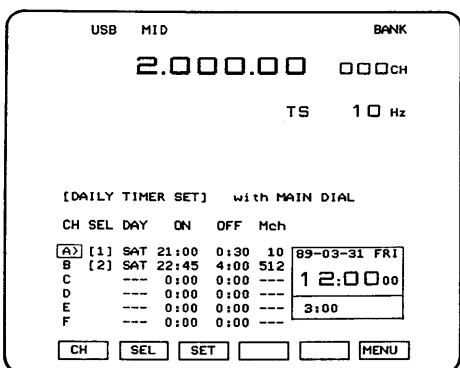 USB MID BANK
2.000.00 000CH
TS 10 Hz
[DAILY TIMER SET] with MAIN DIAL
CH SEL DAY ON OFF Mch
A> [1] SAT 21:00 0:30 10
B [2] SAT 22:45 4:00 512
C --- 0:00 0:00 ---
D --- 0:00 0:00 ---
E --- 0:00 0:00 ---
F --- 0:00 0:00 ---
89-03-31 FRI
12:00 00
3:00
CH SEL SET MENU